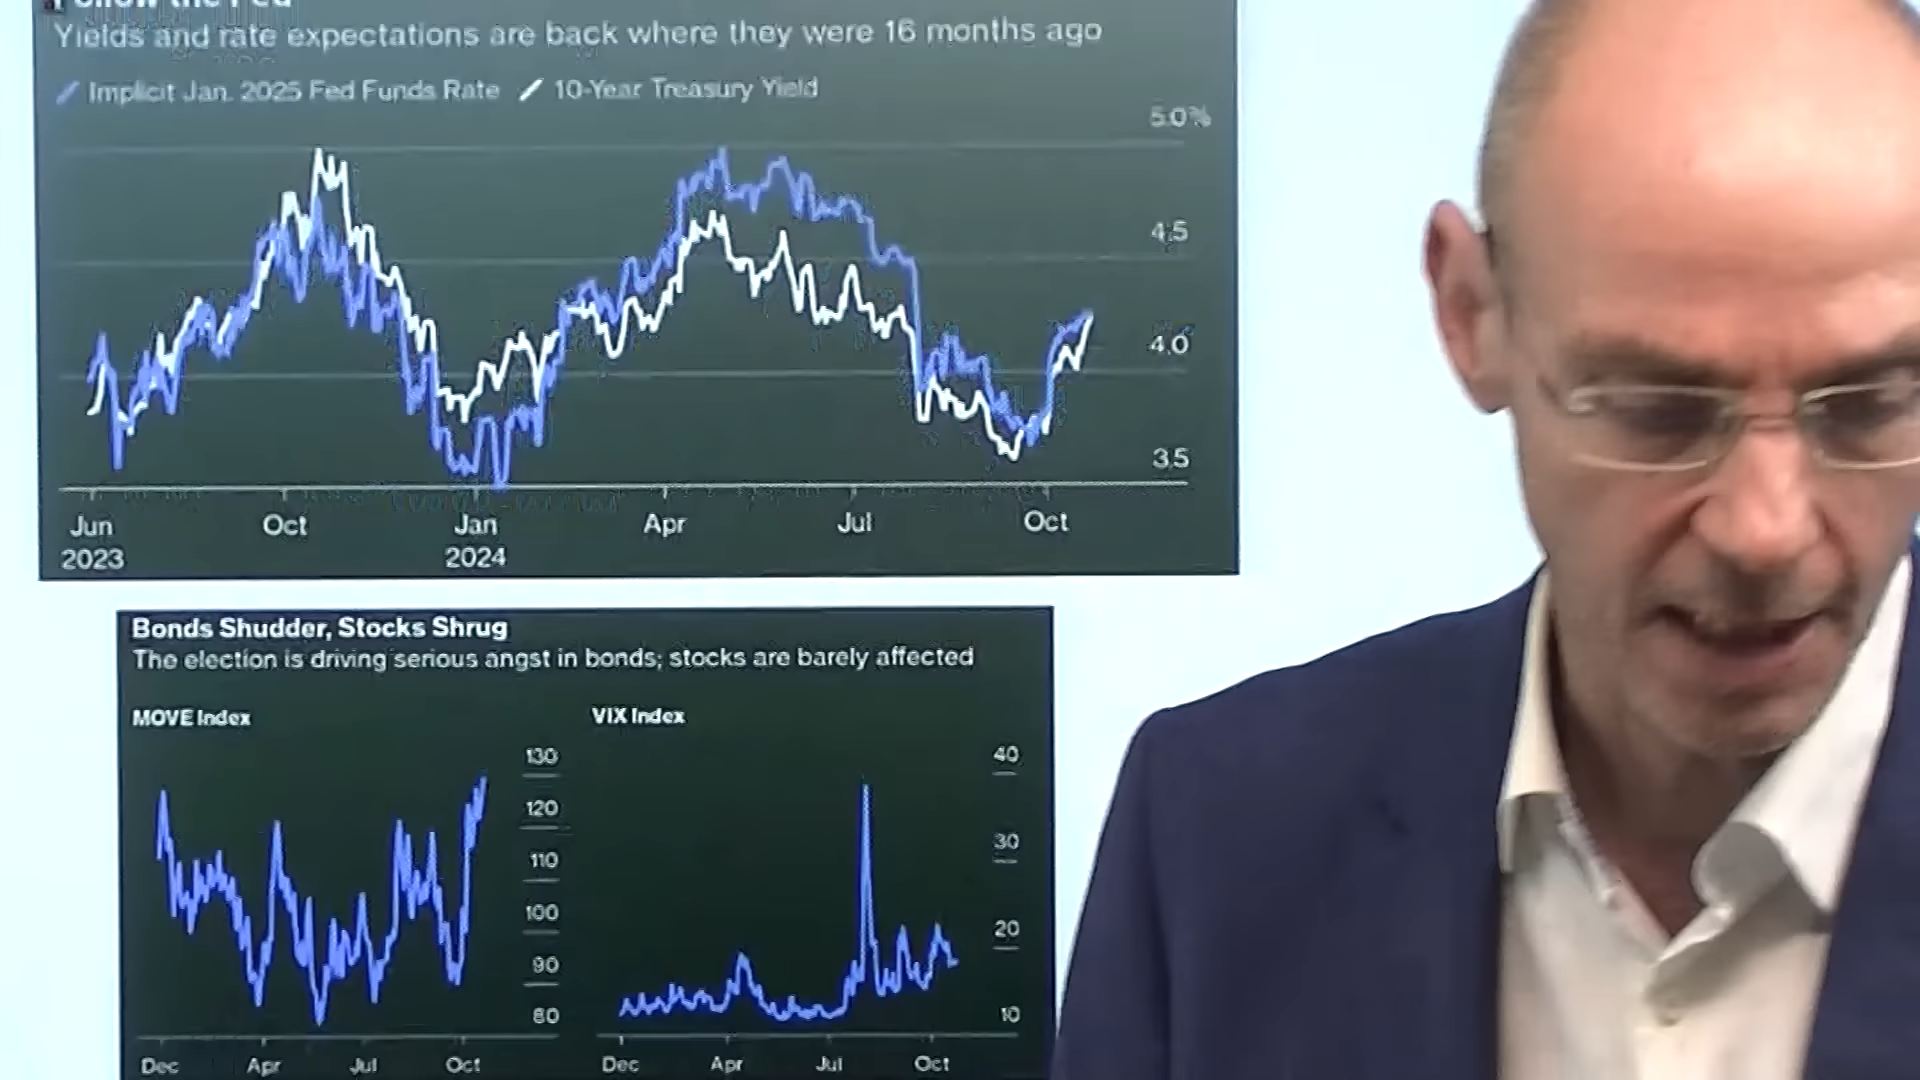 Follow the Fed
Yields and rate expectations are back where they were 16 months ago
Implicit Jan. 2025 Fed Funds Rate 10-Year Treasury Yield
5.0%
4.5
4.0
3.5
Jun Oct Jan Apr Jul Oct
2023 2024
Bonds Shudder, Stocks Shrug
The election is driving serious angst in bonds; stocks are barely affected
MOVE Index
130
120
110
100
90
80
Dec Apr Jul Oct
VIX Index
40
30
20
10
Dec Apr Jul Oct